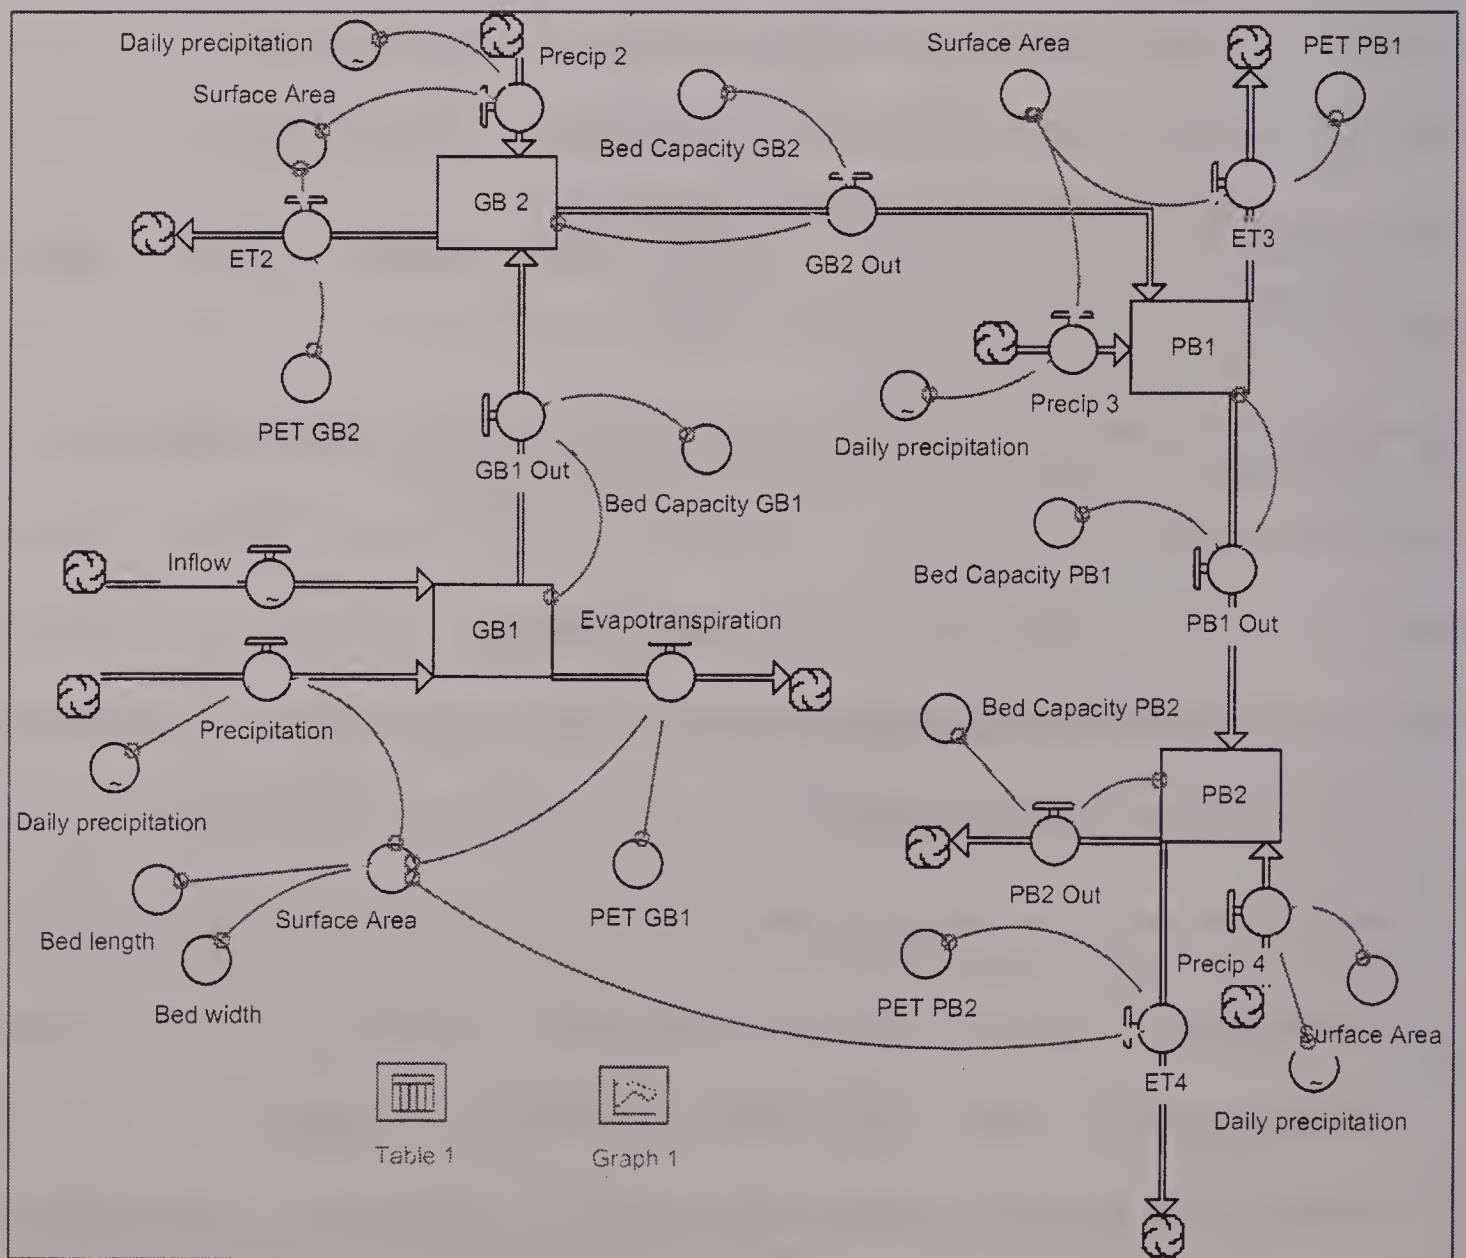 Daily precipitation
Precip 2
Surface Area
PET PB1
Surface Area
Bed Capacity GB2
GB 2
ET2
GB2 Out
ET3
PB1
PET GB2
Precip 3
Daily precipitation
GB1 Out
Bed Capacity GB1
Inflow
Bed Capacity PB1
GB1
Evapotranspiration
PB1 Out
Precipitation
Bed Capacity PB2
Daily precipitation
PB2
Surface Area
PET GB1
PB2 Out
Bed length
Precip 4
Bed width
PET PB2
Surface Area
ET4
Daily precipitation
Table 1
Graph 1